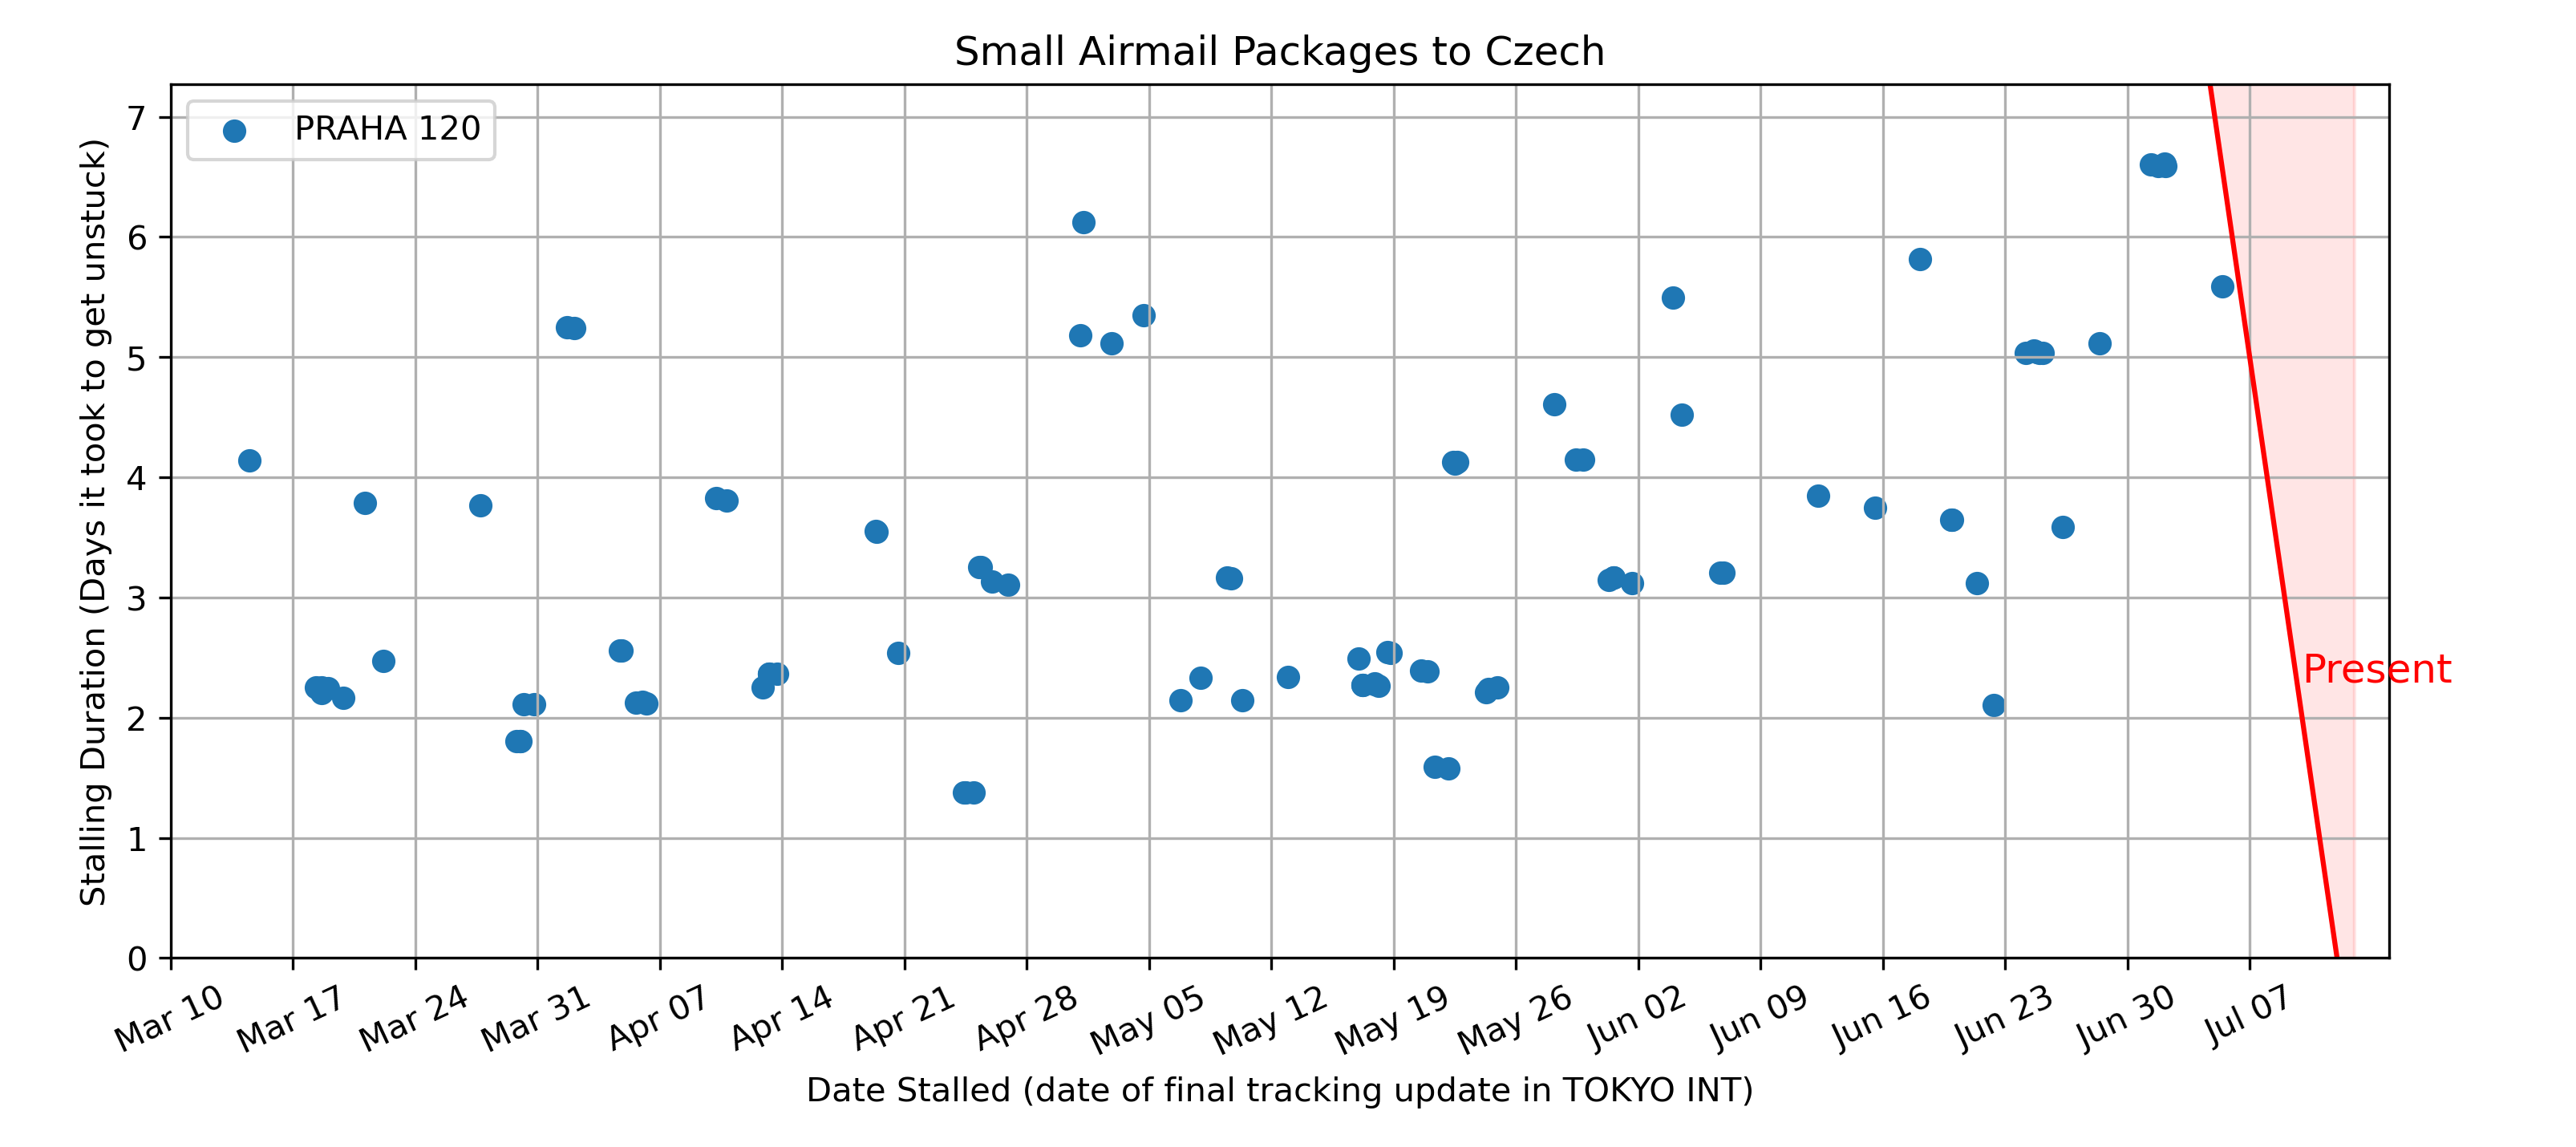 Small Airmail Packages to Czech
PRAHA 120
Stalling Duration (Days it took to get unstuck)
7
6
5
4
3
2
1
0
Present
Mar 10
Mar 17
Mar 24
Mar 31
Apr 07
Apr 14
Apr 21
Apr 28
May 05
May 12
May 19
May 26
Jun 02
Jun 09
Jun 16
Jun 23
Jun 30
Jul 07
Date Stalled (date of final tracking update in TOKYO INT)